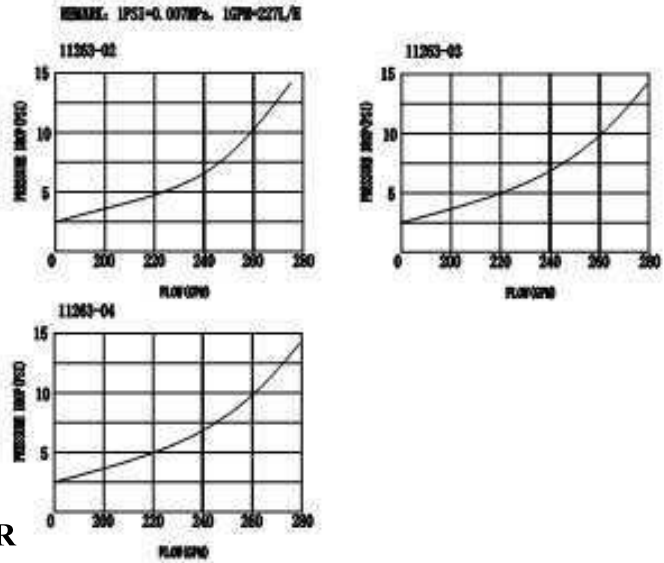 REMARK: 1PSI=0.007MPa, 1GPM=227L/H
11263-02
15
10
5
PRESSURE DROP(PSI)
0 200 220 240 260 280
FLOW(GPM)
11263-03
15
10
5
PRESSURE DROP(PSI)
0 200 220 240 260 280
FLOW(GPM)
11263-04
15
10
5
PRESSURE DROP(PSI)
0 200 220 240 260 280
FLOW(GPM)
R